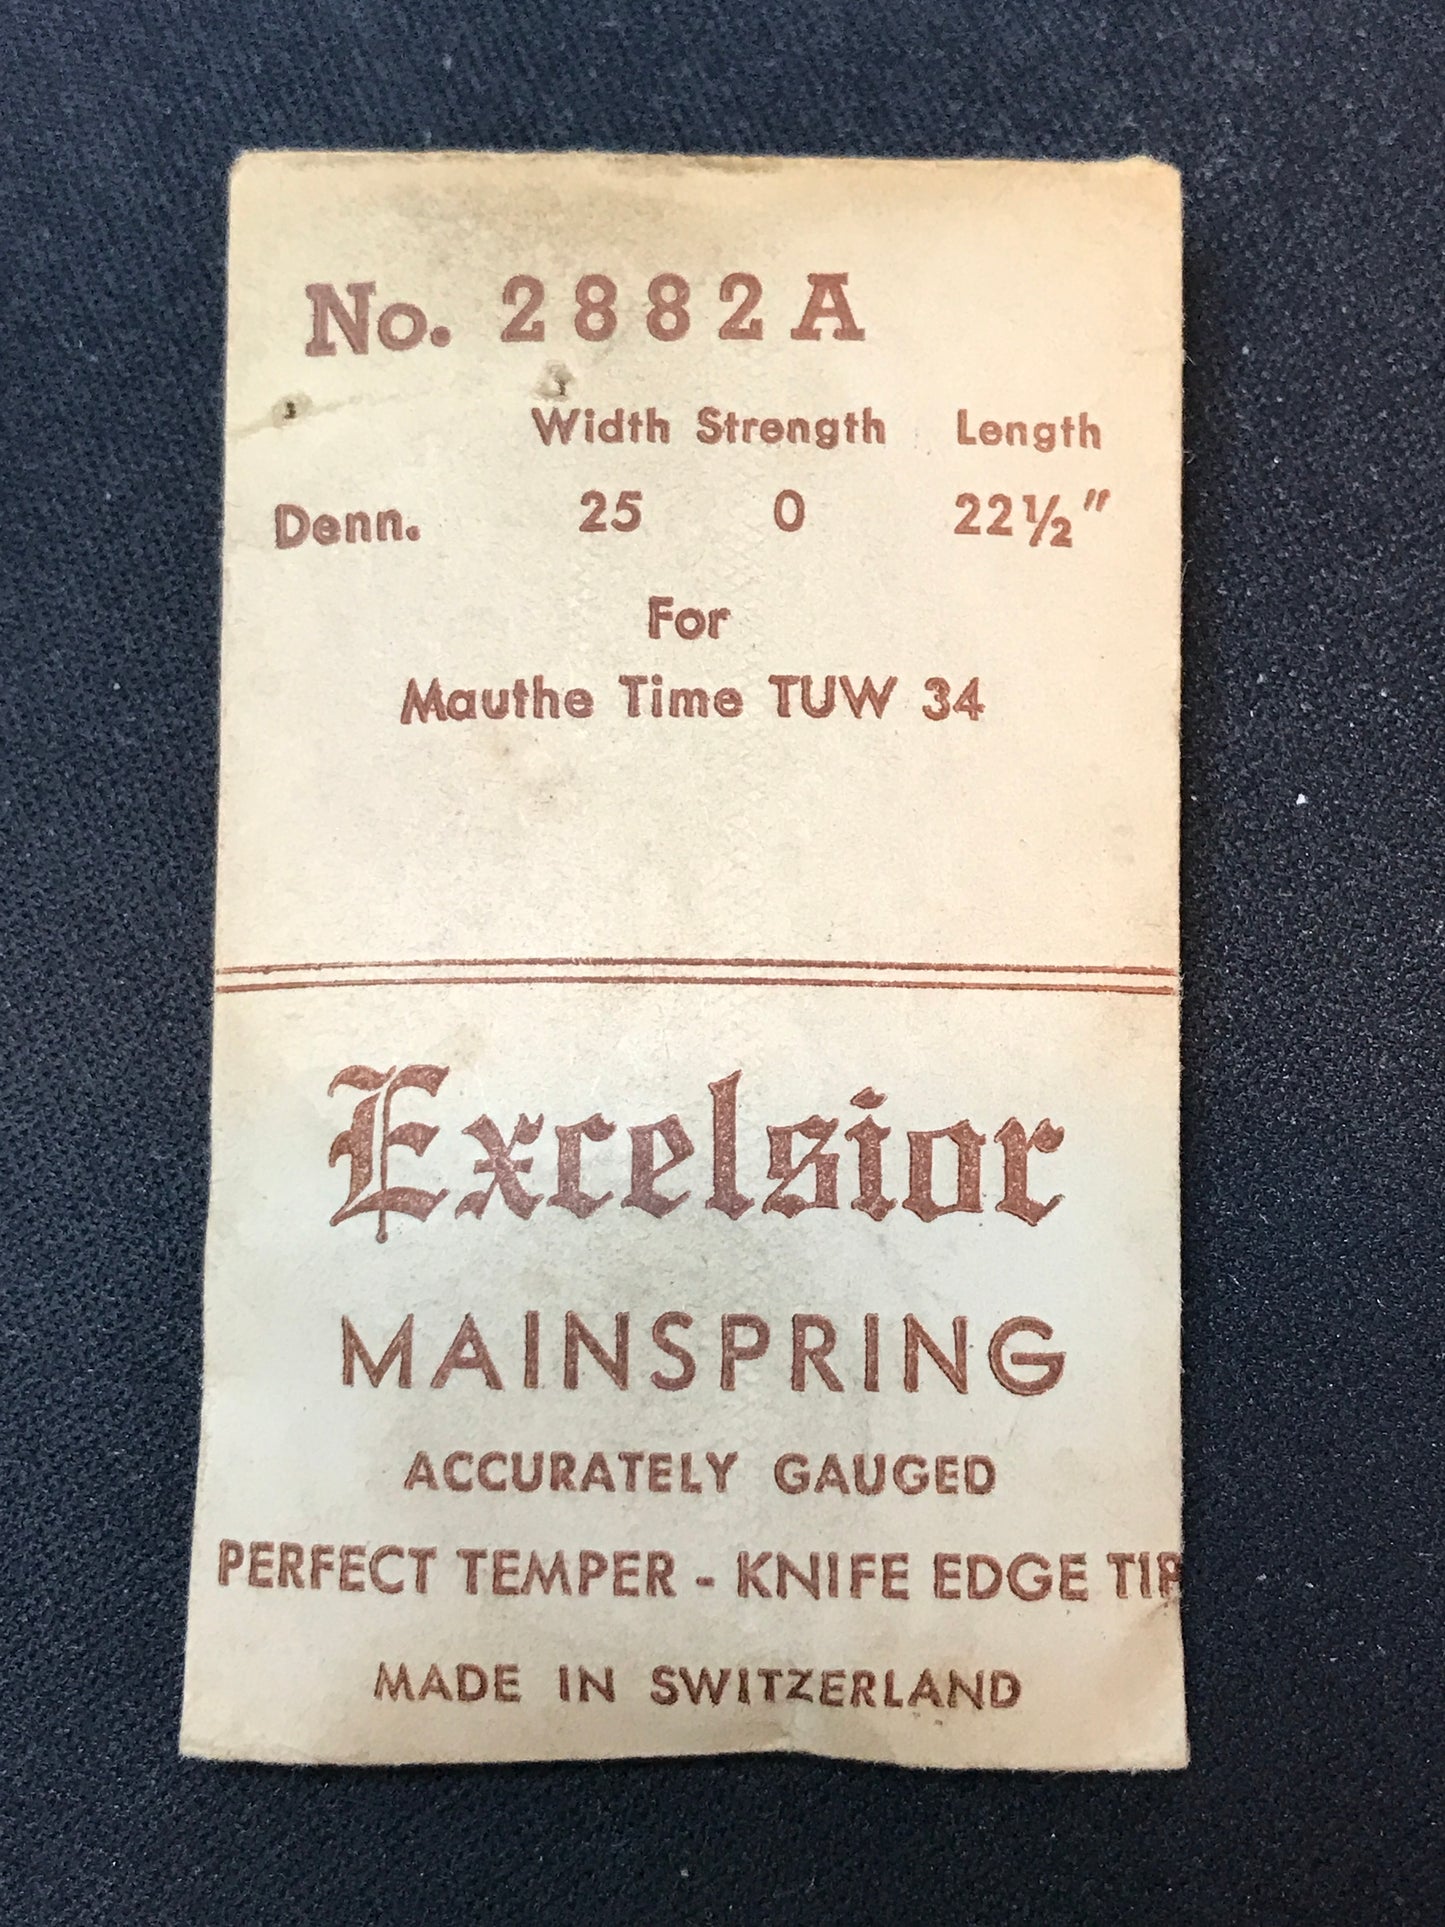 No. 2882A
Width Strength Length
Denn. 25 0 22½"
For
Mauthe Time TUW 34
Excelsior
MAINSPRING
ACCURATELY GAUGED
PERFECT TEMPER - KNIFE EDGE TIP
MADE IN SWITZERLAND